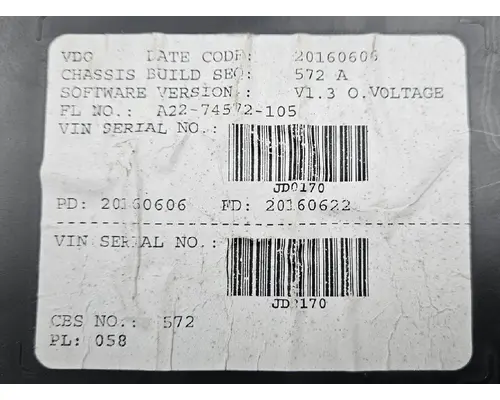 VDO DATE CODE: 20160606
CHASSIS BUILD SEQ: 572 A
SOFTWARE VERSION : V1.3 O.VOLTAGE
FL NO.: A22-74572-105
VIN SERIAL NO.:
JD0170
PD: 20160606 FD: 20160622
VIN SERIAL NO.:
JD0170
CBS NO.: 572
PL: 058